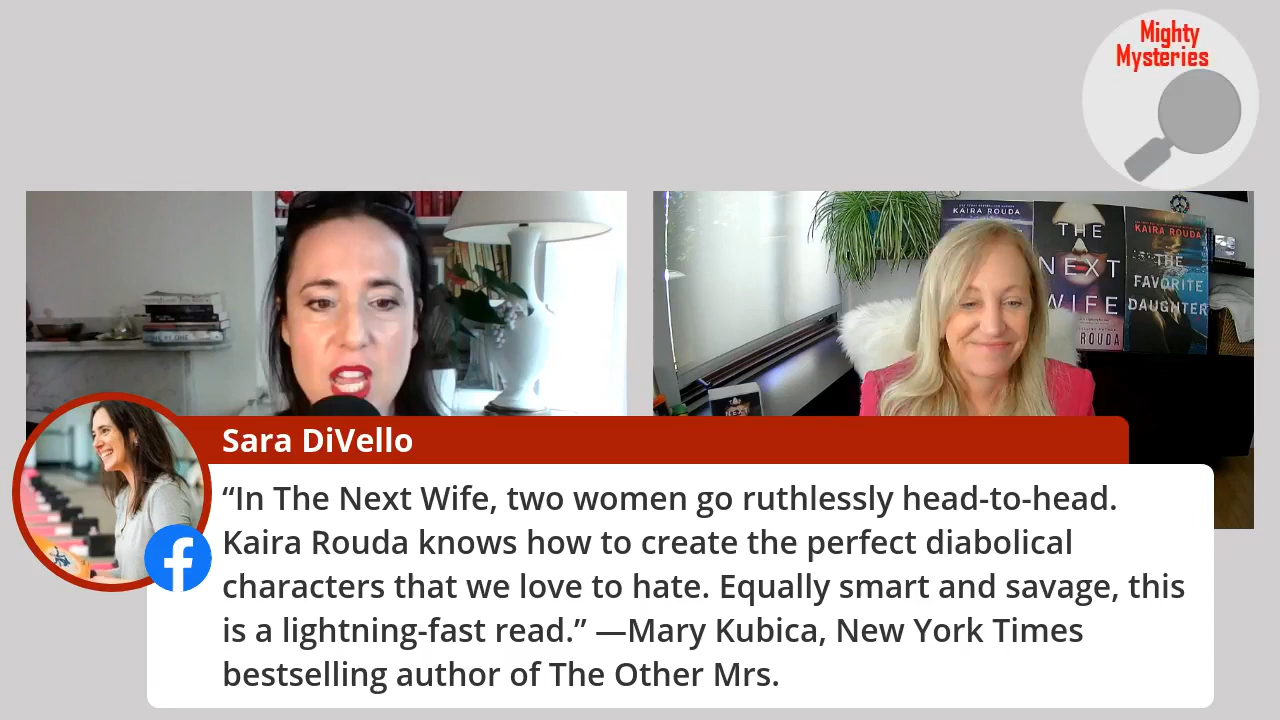 Mighty
Mysteries
KAIRA ROUDA
THE
NEXT
WIFE
ROUDA
KAIRA ROUDA
THE
FAVORITE
DAUGHTER
Sara DiVello
“In The Next Wife, two women go ruthlessly head-to-head.
Kaira Rouda knows how to create the perfect diabolical
characters that we love to hate. Equally smart and savage, this
is a lightning-fast read.” —Mary Kubica, New York Times
bestselling author of The Other Mrs.